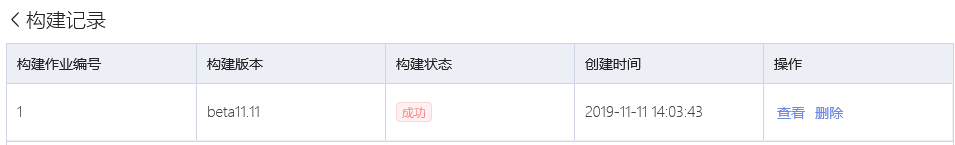 构建记录
构建作业编号 构建版本 构建状态 创建时间 操作
1 beta11.11 成功 2019-11-11 14:03:43 查看 删除